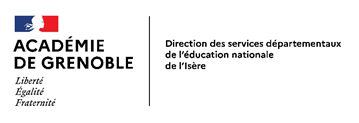 ACADÉMIE
DE GRENOBLE
Liberté
Égalité
Fraternité
Direction des services départementaux
de l'éducation nationale
de l'Isère